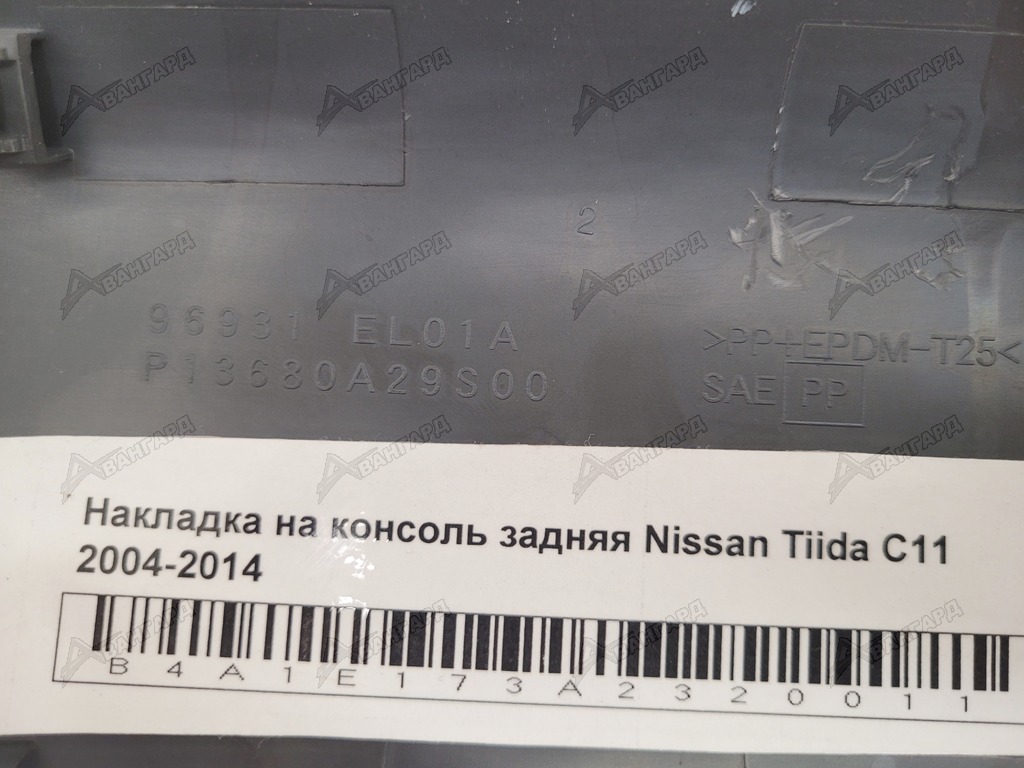 2
96931 EL01A
P13680A29S00
>PP+EPDM-T25<
SAE PP
Накладка на консоль задняя Nissan Tiida C11
2004-2014
B4A1E173A2320011
АВАНГАРД